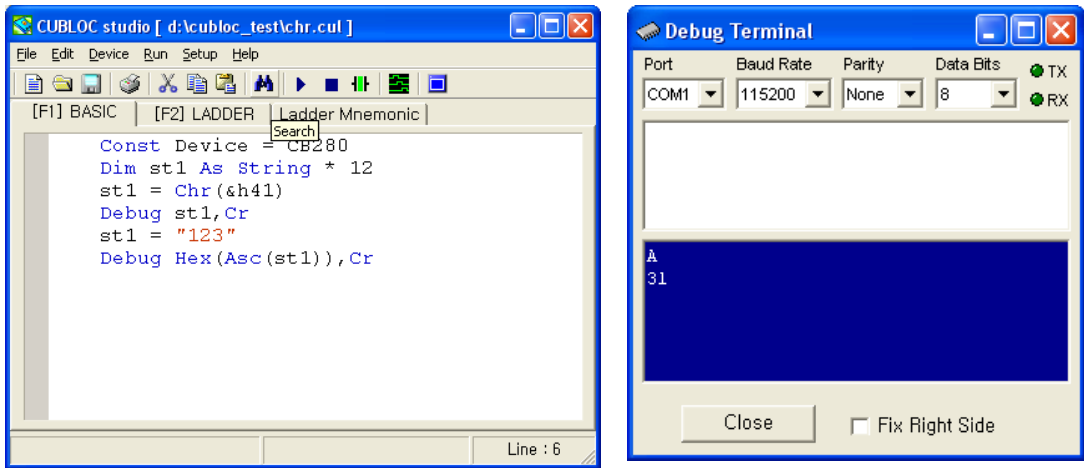 CUBLOC studio [ d:\cubloc_test\chr.cul ]
File Edit Device Run Setup Help
[F1] BASIC [F2] LADDER Ladder Mnemonic
Search
Const Device = CB280
Dim st1 As String * 12
st1 = Chr(&h41)
Debug st1,Cr
st1 = "123"
Debug Hex(Asc(st1)),Cr
Line : 6
Debug Terminal
Port Baud Rate Parity Data Bits TX
COM1 115200 None 8 RX
A
31
Close Fix Right Side